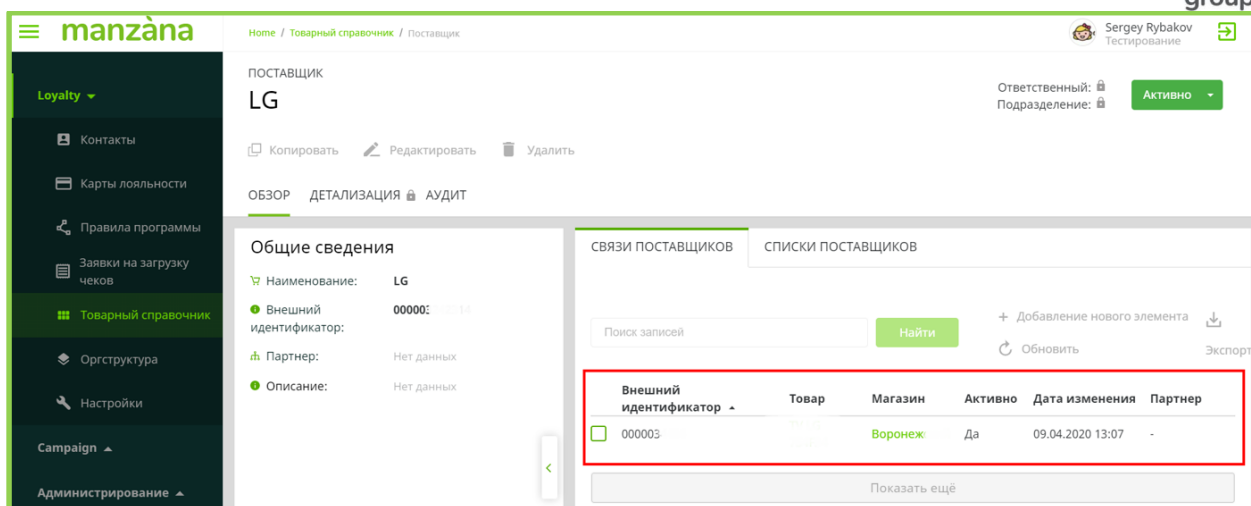 group
manzàna
Home / Товарный справочник / Поставщик
Sergey Rybakov
Тестирование
Loyalty
Контакты
Карты лояльности
Правила программы
Заявки на загрузку
чеков
Товарный справочник
Оргструктура
Настройки
Campaign
Администрирование
ПОСТАВЩИК
LG
Ответственный:
Подразделение:
Активно
Копировать Редактировать Удалить
ОБЗОР ДЕТАЛИЗАЦИЯ АУДИТ
Общие сведения
Наименование: LG
Внешний 000003
идентификатор:
Партнер: Нет данных
Описание: Нет данных
СВЯЗИ ПОСТАВЩИКОВ СПИСКИ ПОСТАВЩИКОВ
Поиск записей Найти
+ Добавление нового элемента
Обновить Экспорт
Внешний
идентификатор Товар Магазин Активно Дата изменения Партнер
000003 Воронеж Да 09.04.2020 13:07 -
Показать ещё